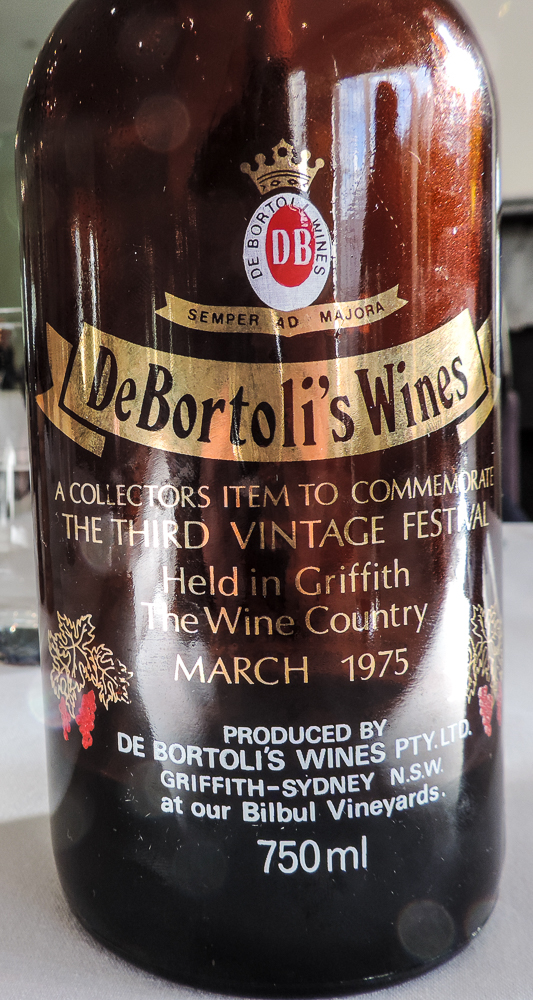 DE BORTOLI WINES
DB
SEMPER AD MAJORA
De Bortoli's Wines
A COLLECTORS ITEM TO COMMEMORATE
THE THIRD VINTAGE FESTIVAL
Held in Griffith
The Wine Country
MARCH 1975
PRODUCED BY
DE BORTOLI'S WINES PTY. LTD.
GRIFFITH-SYDNEY N.S.W.
at our Bilbul Vineyards.
750ml